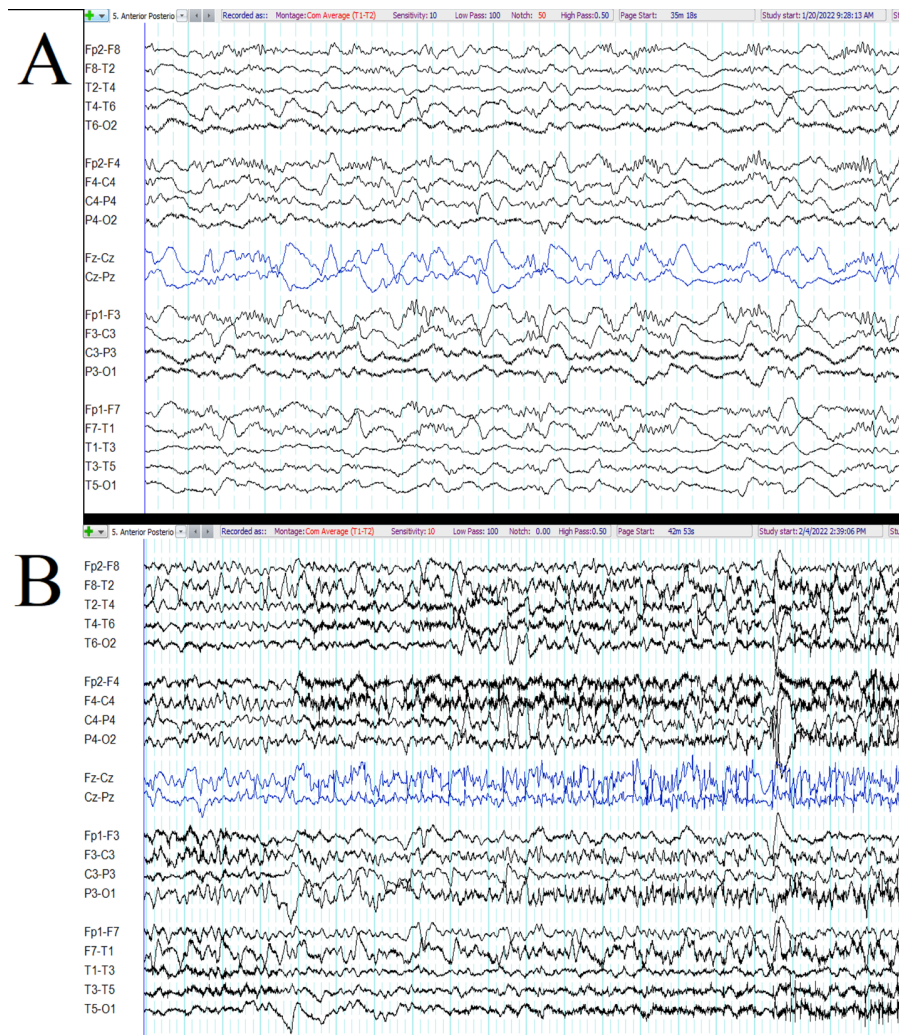 A
5. Anterior Posterio Recorded as:: Montage: Com Average (T1-T2) Sensitivity: 10 Low Pass: 100 Notch: 50 High Pass: 0.50 Page Start: 35m 18s Study start: 1/20/2022 9:28:13 AM
Fp2-F8
F8-T2
T2-T4
T4-T6
T6-O2
Fp2-F4
F4-C4
C4-P4
P4-O2
Fz-Cz
Cz-Pz
Fp1-F3
F3-C3
C3-P3
P3-O1
Fp1-F7
F7-T1
T1-T3
T3-T5
T5-O1
B
5. Anterior Posterio Recorded as:: Montage: Com Average (T1-T2) Sensitivity: 10 Low Pass: 100 Notch: 0.00 High Pass: 0.50 Page Start: 42m 53s Study start: 2/4/2022 2:39:06 PM
Fp2-F8
F8-T2
T2-T4
T4-T6
T6-O2
Fp2-F4
F4-C4
C4-P4
P4-O2
Fz-Cz
Cz-Pz
Fp1-F3
F3-C3
C3-P3
P3-O1
Fp1-F7
F7-T1
T1-T3
T3-T5
T5-O1